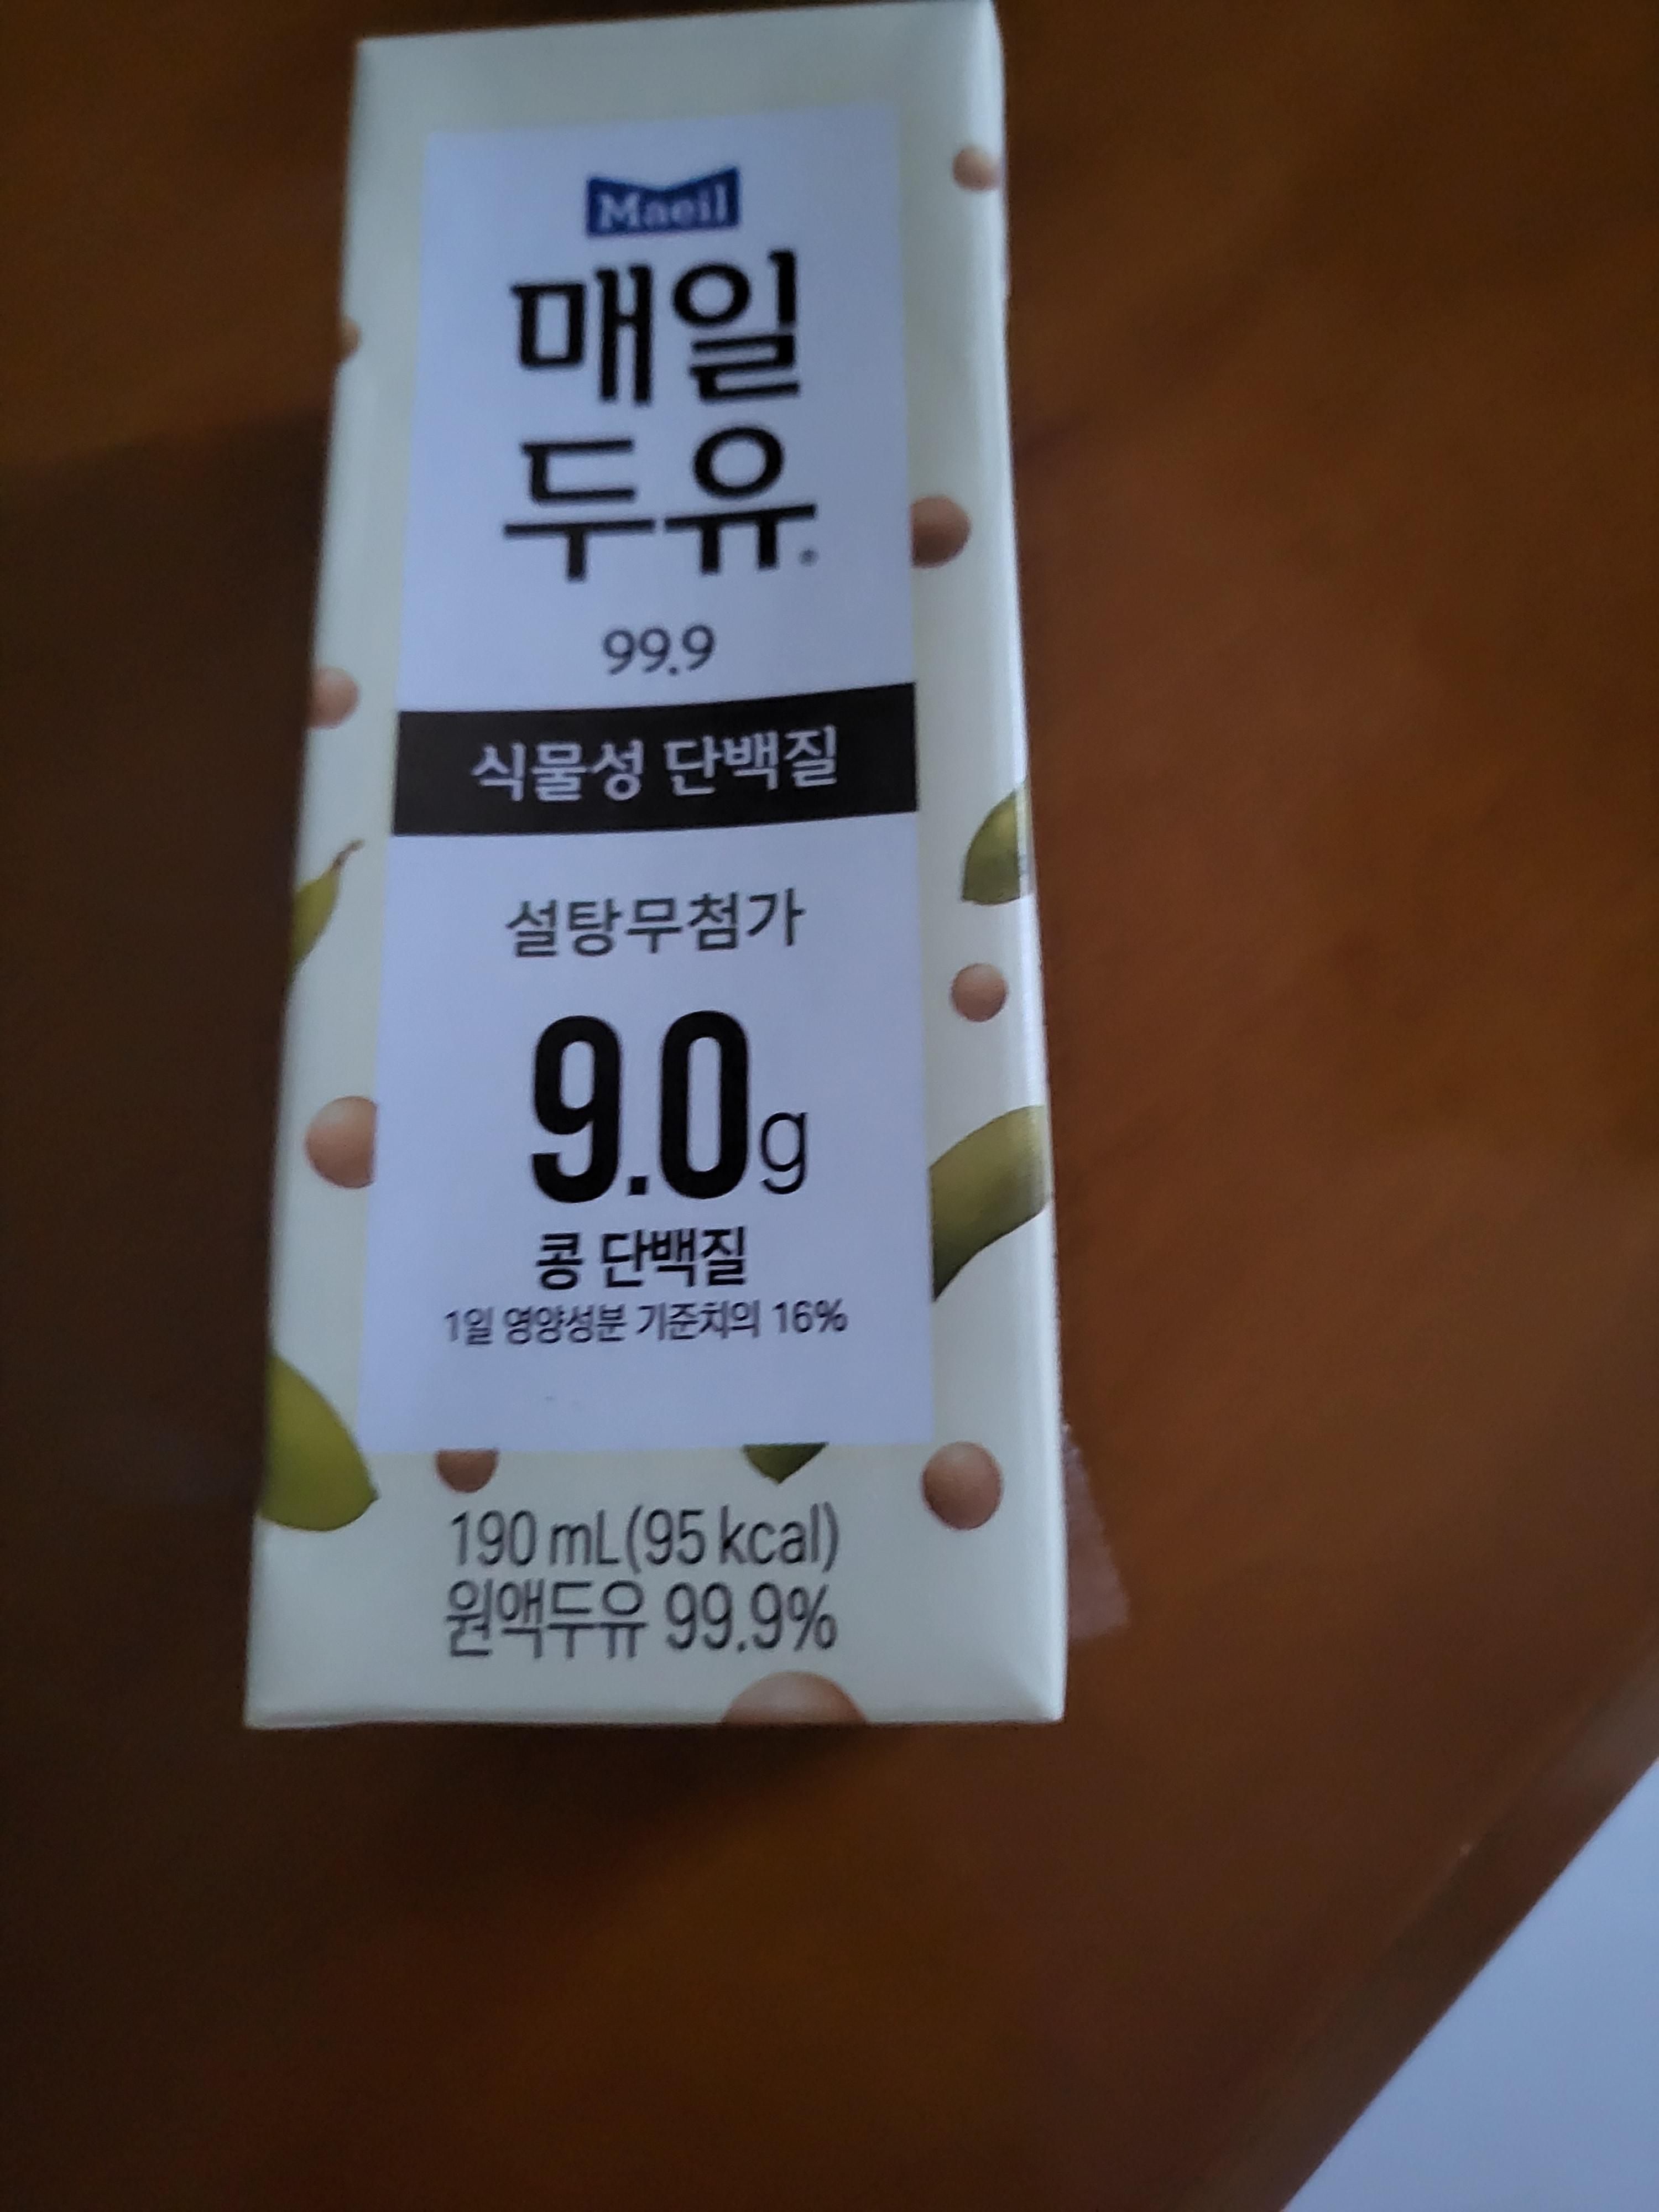 Maeil
매일
두유®
99.9
식물성 단백질
설탕무첨가
9.0g
콩 단백질
1일 영양성분 기준치의 16%
190 mL(95 kcal)
원액두유 99.9%